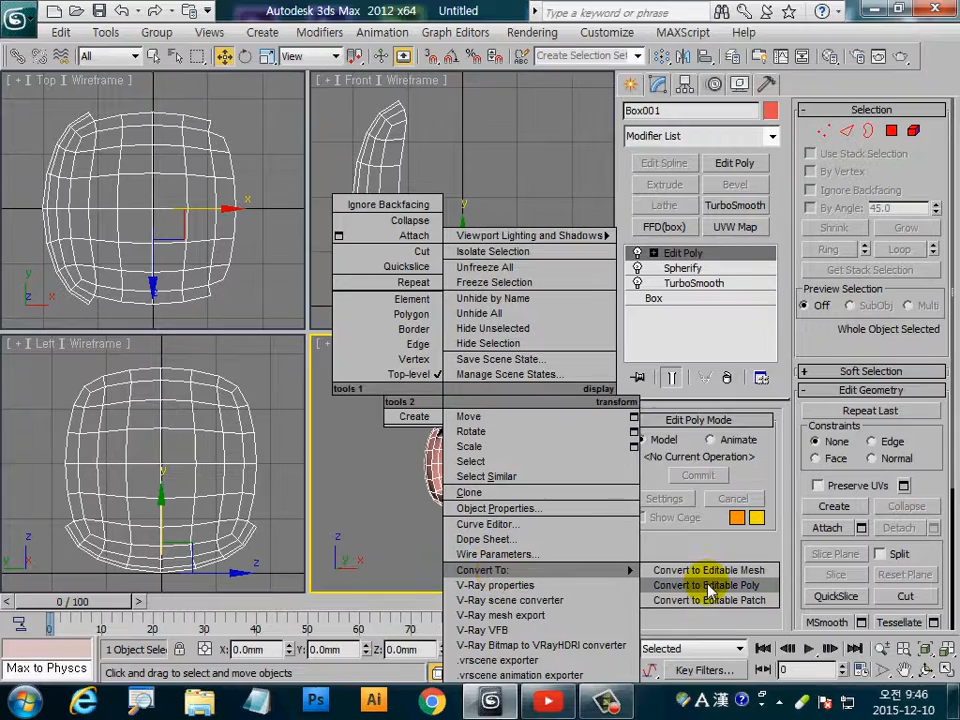 Autodesk 3ds Max 2012 x64 Untitled
Type a keyword or phrase
Edit Tools Group Views Create Modifiers Animation Graph Editors Rendering Customize MAXScript Help
All
View
Create Selection Set
[ + ] Top ] [ Wireframe ]
[ + ] Front ] [ Wireframe ]
[ + ] Left ] [ Wireframe ]
x
y
z
Ignore Backfacing
Collapse
Attach
Cut
Quickslice
Repeat
Element
Polygon
Border
Edge
Vertex
Top-level
tools 1
tools 2
Create
Viewport Lighting and Shadows
Isolate Selection
Unfreeze All
Freeze Selection
Unhide by Name
Unhide All
Hide Unselected
Hide Selection
Save Scene State...
Manage Scene States...
display
transform
Move
Rotate
Scale
Select
Select Similar
Clone
Object Properties...
Curve Editor...
Dope Sheet...
Wire Parameters...
Convert To:
V-Ray properties
V-Ray scene converter
V-Ray mesh export
V-Ray VFB
V-Ray Bitmap to VRayHDRI converter
.vrscene exporter
.vrscene animation exporter
Convert to Editable Mesh
Convert to Editable Poly
Convert to Editable Patch
Box001
Modifier List
Edit Spline Edit Poly
Extrude Bevel
Lathe TurboSmooth
FFD(box) UVW Map
Edit Poly
Spherify
TurboSmooth
Box
Edit Poly Mode
Model Animate
<No Current Operation>
Commit
Settings Cancel
Show Cage
Selection
Use Stack Selection
By Vertex
Ignore Backfacing
By Angle: 45.0
Shrink Grow
Ring Loop
Get Stack Selection
Preview Selection
Off SubObj Multi
Whole Object Selected
Soft Selection
Edit Geometry
Repeat Last
Constraints
None Edge
Face Normal
Preserve UVs
Create Collapse
Attach Detach
Slice Plane Split
Slice Reset Plane
QuickSlice Cut
MSmooth Tessellate
0 / 100
0 10 20 30 40 50 60 70
1 Object Selec
X: 0.0mm Y: 0.0mm Z: 0.0mm
Max to Physcs
Click and drag to select and move objects
Selected
Key Filters...
0
Ps
Ai
A
오전 9:46
2015-12-10